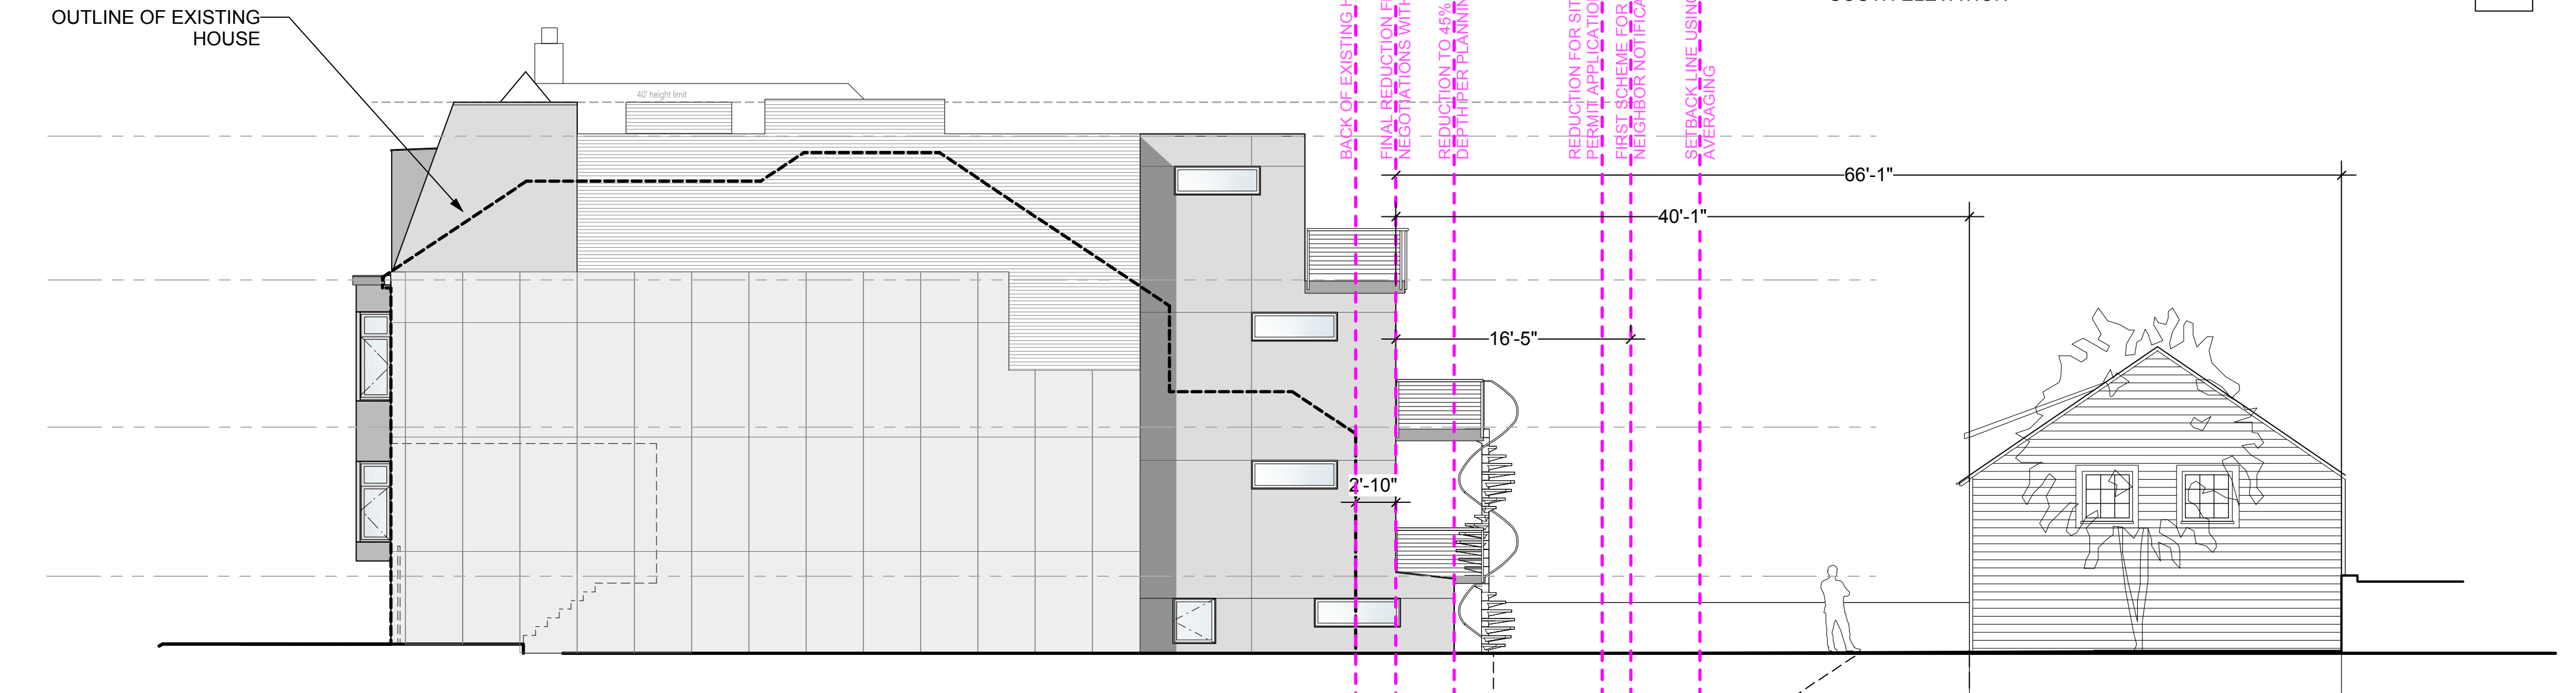 OUTLINE OF EXISTING
HOUSE
40' height limit
BACK OF EXISTING
FINAL REDUCTION
NEGOTIATIONS WITH
REDUCTION TO 45%
DEPTH PER PLANNING
REDUCTION FOR
PERMIT APPLICATION
FIRST SCHEME FOR
NEIGHBOR
SETBACK LINE USING
AVERAGING
66'-1"
40'-1"
16'-5"
2'-10"